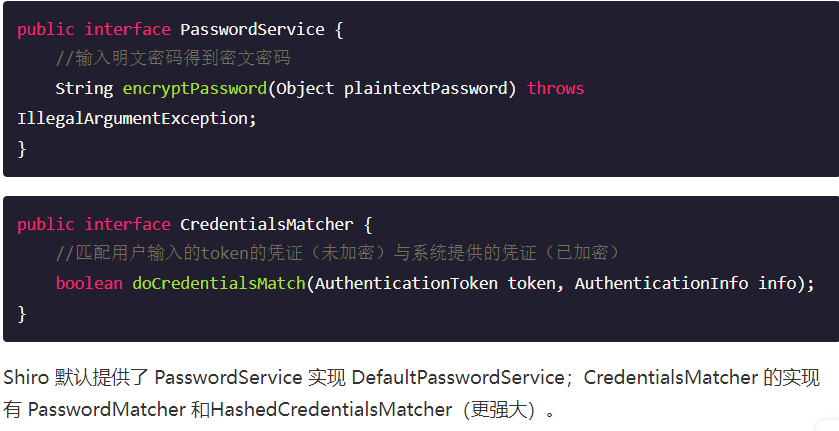 public interface PasswordService {
//输入明文密码得到密文密码
String encryptPassword(Object plaintextPassword) throws
IllegalArgumentException;
}
public interface CredentialsMatcher {
//匹配用户输入的token的凭证（未加密）与系统提供的凭证（已加密）
boolean doCredentialsMatch(AuthenticationToken token, AuthenticationInfo info);
}
Shiro 默认提供了 PasswordService 实现 DefaultPasswordService；CredentialsMatcher 的实现
有 PasswordMatcher 和HashedCredentialsMatcher（更强大）。